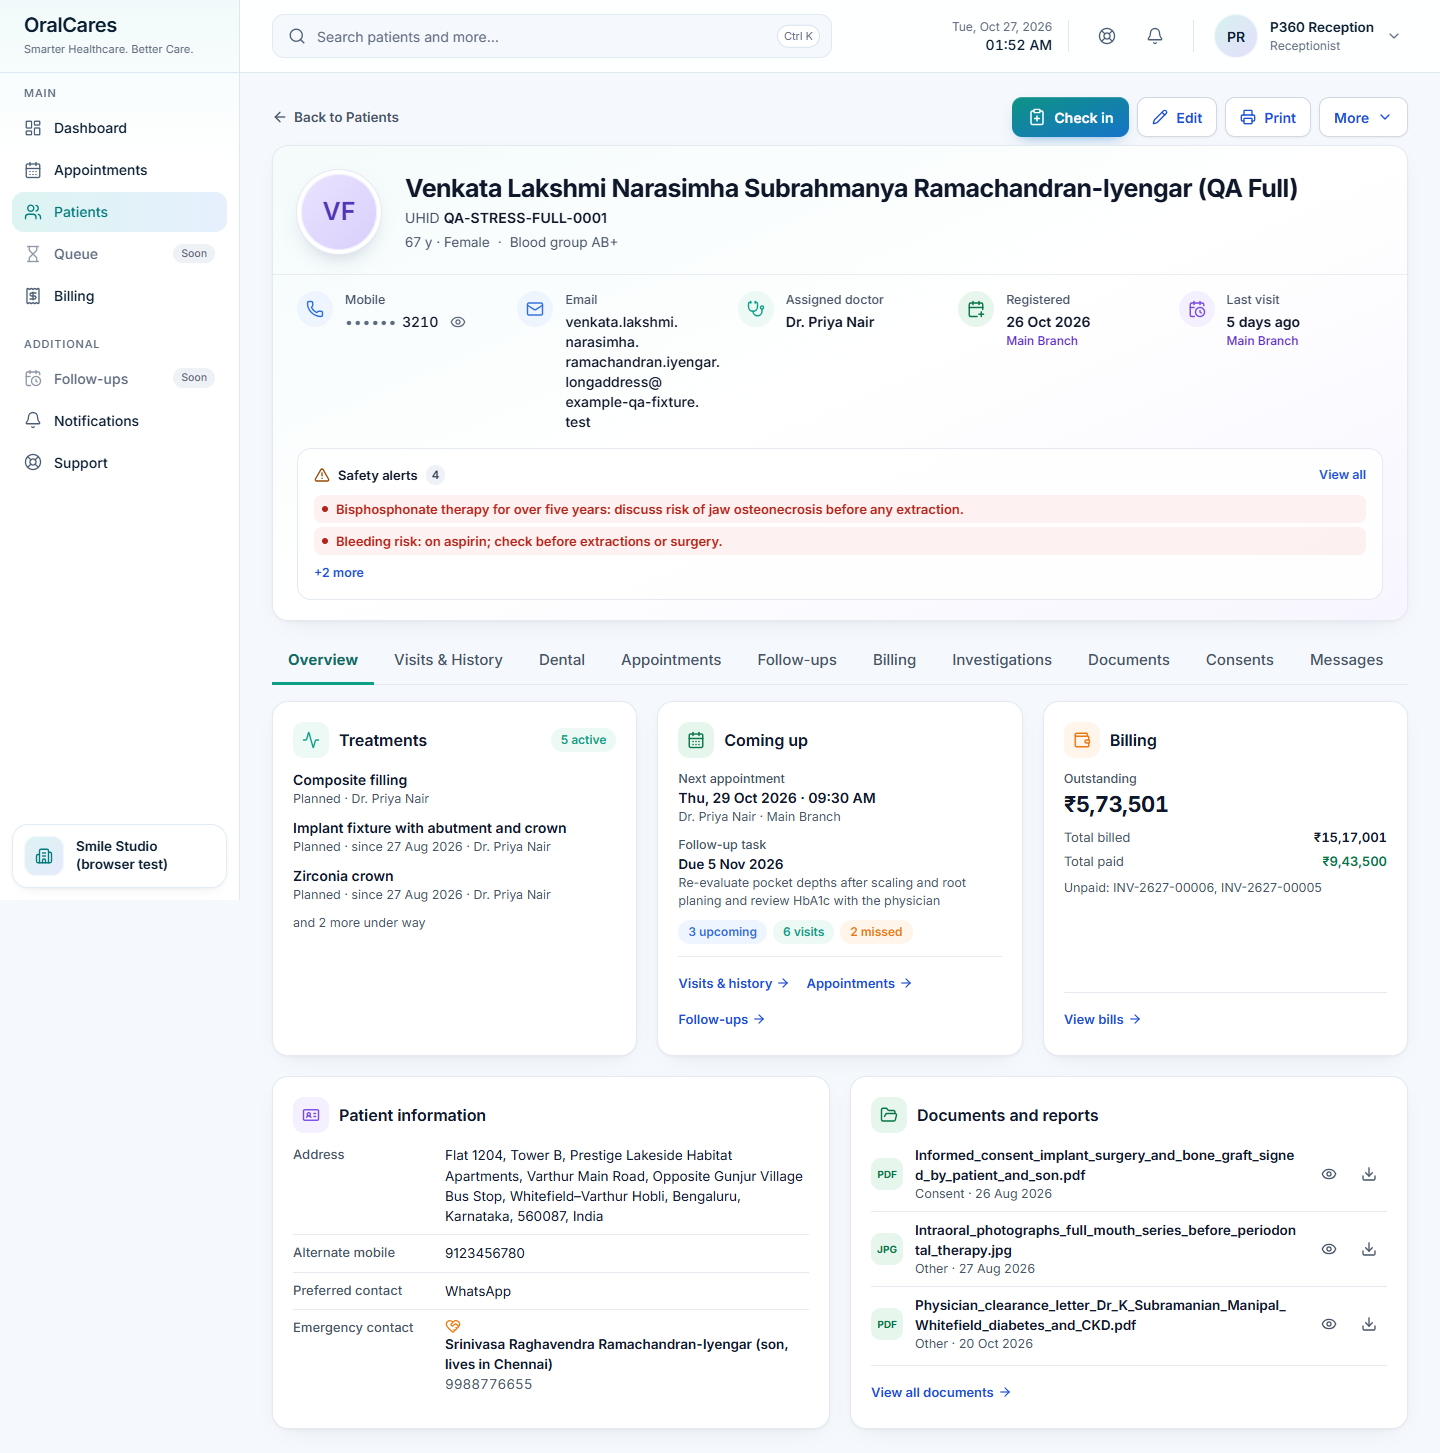 OralCares
Smarter Healthcare. Better Care.
Search patients and more...
Ctrl K
Tue, Oct 27, 2026
01:52 AM
PR
P360 Reception
Receptionist
MAIN
Dashboard
Appointments
Patients
Queue
Soon
Billing
ADDITIONAL
Follow-ups
Soon
Notifications
Support
Smile Studio
(browser test)
Back to Patients
Check in
Edit
Print
More
VF
Venkata Lakshmi Narasimha Subrahmanya Ramachandran-Iyengar (QA Full)
UHID QA-STRESS-FULL-0001
67 y · Female · Blood group AB+
Mobile
•••••• 3210
Email
venkata.lakshmi.
narasimha.
ramachandran.iyengar.
longaddress@
example-qa-fixture.
test
Assigned doctor
Dr. Priya Nair
Registered
26 Oct 2026
Main Branch
Last visit
5 days ago
Main Branch
Safety alerts 4
View all
• Bisphosphonate therapy for over five years: discuss risk of jaw osteonecrosis before any extraction.
• Bleeding risk: on aspirin; check before extractions or surgery.
+2 more
Overview
Visits & History
Dental
Appointments
Follow-ups
Billing
Investigations
Documents
Consents
Messages
Treatments
5 active
Composite filling
Planned · Dr. Priya Nair
Implant fixture with abutment and crown
Planned · since 27 Aug 2026 · Dr. Priya Nair
Zirconia crown
Planned · since 27 Aug 2026 · Dr. Priya Nair
and 2 more under way
Coming up
Next appointment
Thu, 29 Oct 2026 · 09:30 AM
Dr. Priya Nair · Main Branch
Follow-up task
Due 5 Nov 2026
Re-evaluate pocket depths after scaling and root
planing and review HbA1c with the physician
3 upcoming
6 visits
2 missed
Visits & history →
Appointments →
Follow-ups →
Billing
Outstanding
₹5,73,501
Total billed
₹15,17,001
Total paid
₹9,43,500
Unpaid: INV-2627-00006, INV-2627-00005
View bills →
Patient information
Address
Flat 1204, Tower B, Prestige Lakeside Habitat
Apartments, Varthur Main Road, Opposite Gunjur Village
Bus Stop, Whitefield–Varthur Hobli, Bengaluru,
Karnataka, 560087, India
Alternate mobile
9123456780
Preferred contact
WhatsApp
Emergency contact
Srinivasa Raghavendra Ramachandran-Iyengar (son,
lives in Chennai)
9988776655
Documents and reports
PDF
Informed_consent_implant_surgery_and_bone_graft_signe
d_by_patient_and_son.pdf
Consent · 26 Aug 2026
JPG
Intraoral_photographs_full_mouth_series_before_periodon
tal_therapy.jpg
Other · 27 Aug 2026
PDF
Physician_clearance_letter_Dr_K_Subramanian_Manipal_
Whitefield_diabetes_and_CKD.pdf
Other · 20 Oct 2026
View all documents →